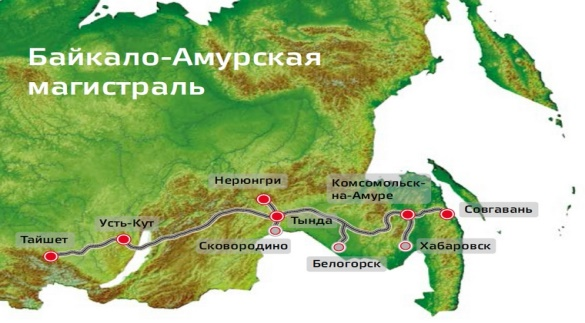 Байкало-Амурская
магистраль
Нерюнгри
Комсомольск-
на-Амуре
Усть-Кут
Тында
Совгавань
Тайшет
Сковородино
Хабаровск
Белогорск